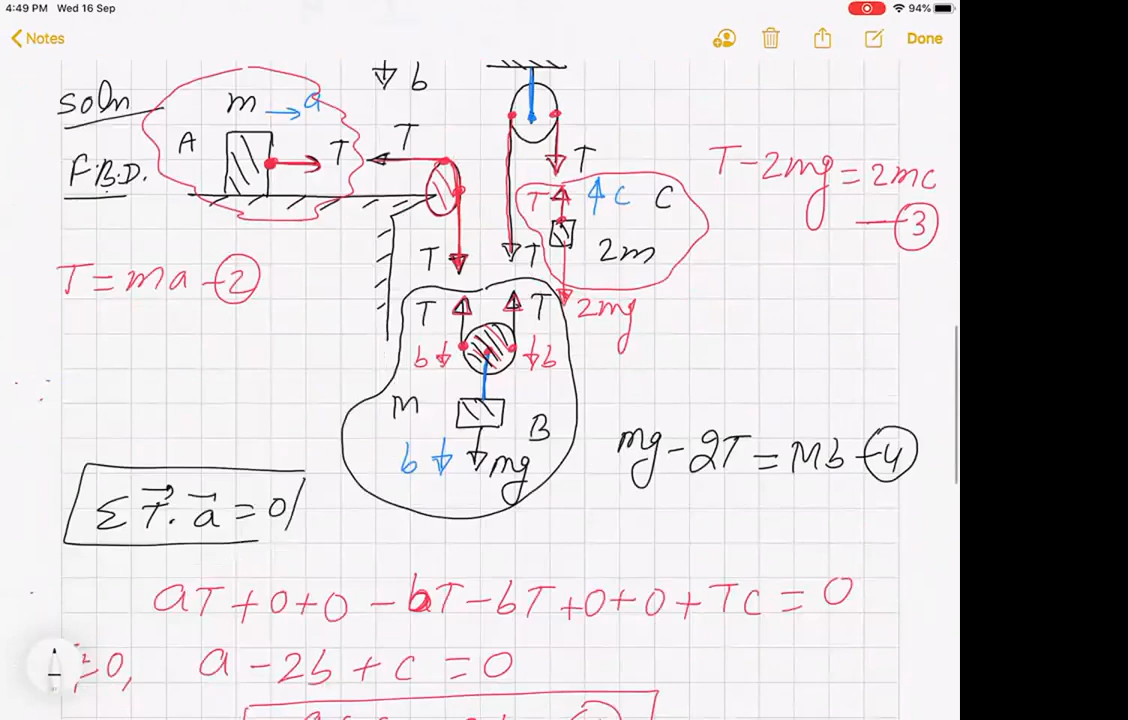 4:49 PM Wed 16 Sep
94%
Notes
Done
Soln
F.B.D.
m
→ a
A
T
T
↓ b
T
T - 2mg = 2mc
— ③
T
↑ c
C
2m
T
T
2mg
T = ma - ②
T
T
b ↓
↓ b
M
B
b ↓
mg
mg - 2T = Mb - ④
Σ T⃗ . a⃗ = 0
aT + 0 + 0 - bT - bT + 0 + 0 + Tc = 0
=0,
a - 2b + c = 0